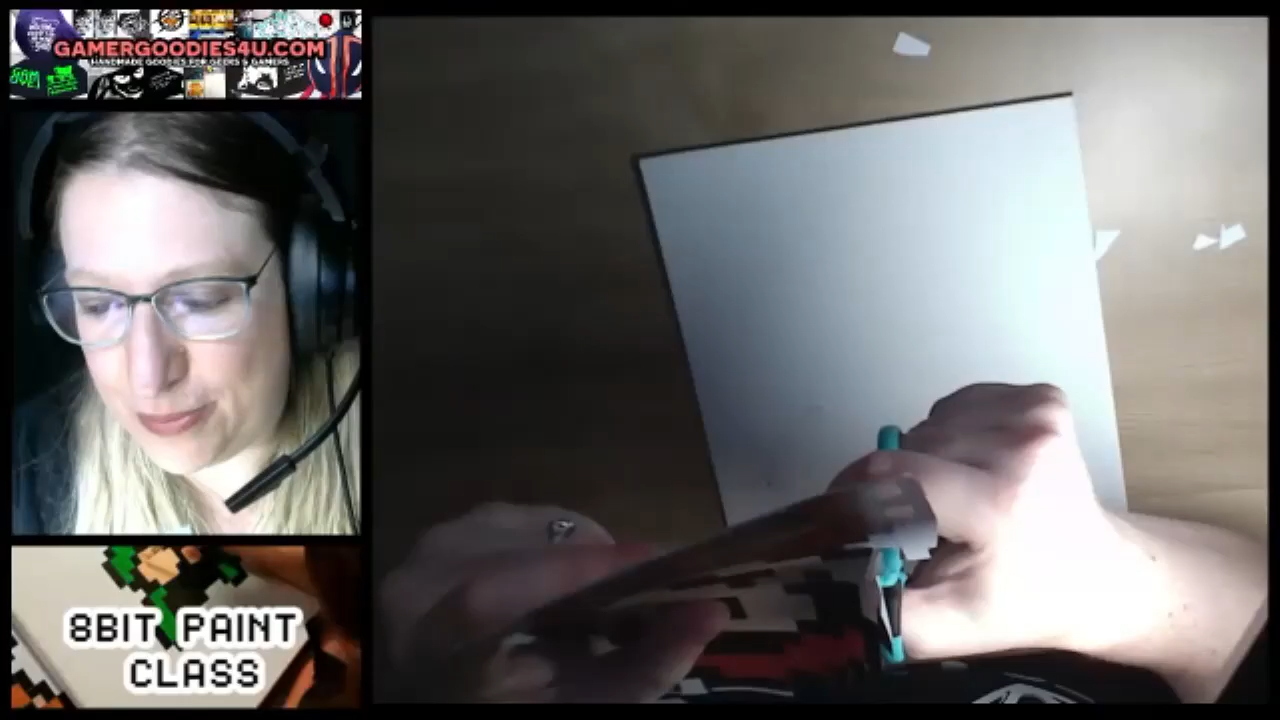 GAMERGOODIES4U.COM
HANDMADE GOODIES FOR GEEKS & GAMERS
8BIT PAINT
CLASS